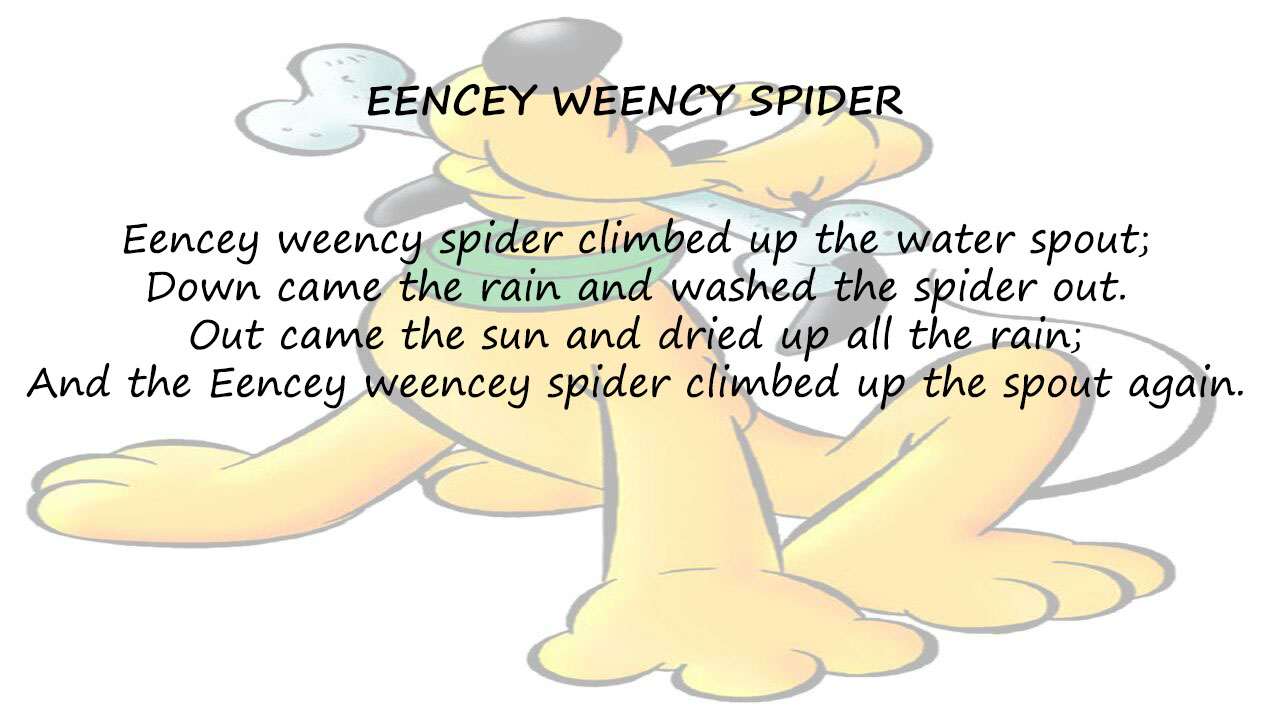 EENCEY WEENCY SPIDER
Eencey weency spider climbed up the water spout;
Down came the rain and washed the spider out.
Out came the sun and dried up all the rain;
And the Eencey weencey spider climbed up the spout again.